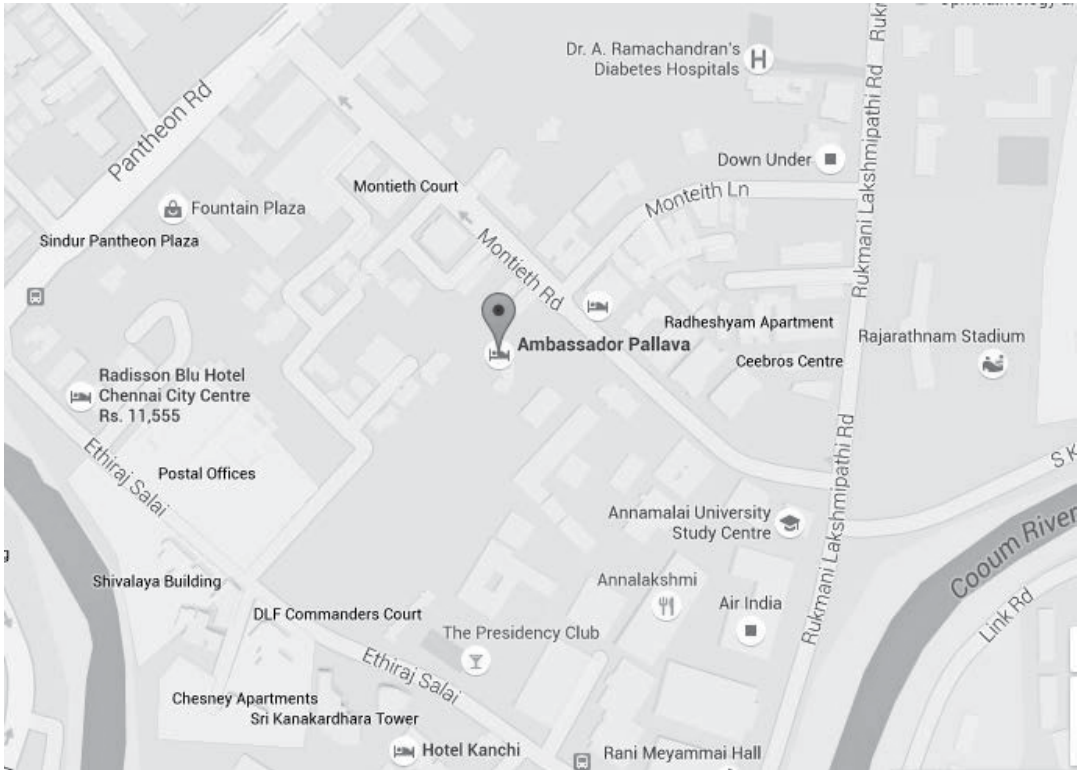 Dr. A. Ramachandran's
Diabetes Hospitals
H
Rukmani Lakshmipathi Rd
Pantheon Rd
Down Under
Montieth Court
Monteith Ln
Fountain Plaza
Sindur Pantheon Plaza
Montieth Rd
Radheshyam Apartment
Ambassador Pallava
Rajarathnam Stadium
Ceebros Centre
Radisson Blu Hotel
Chennai City Centre
Rs. 11,555
Ethiraj Salai
Postal Offices
Rukmani Lakshmipathi Rd
S K
Annamalai University
Study Centre
Cooum River
Shivalaya Building
Annalakshmi
Air India
Link Rd
DLF Commanders Court
The Presidency Club
Ethiraj Salai
Chesney Apartments
Sri Kanakardhara Tower
Hotel Kanchi
Rani Meyammai Hall